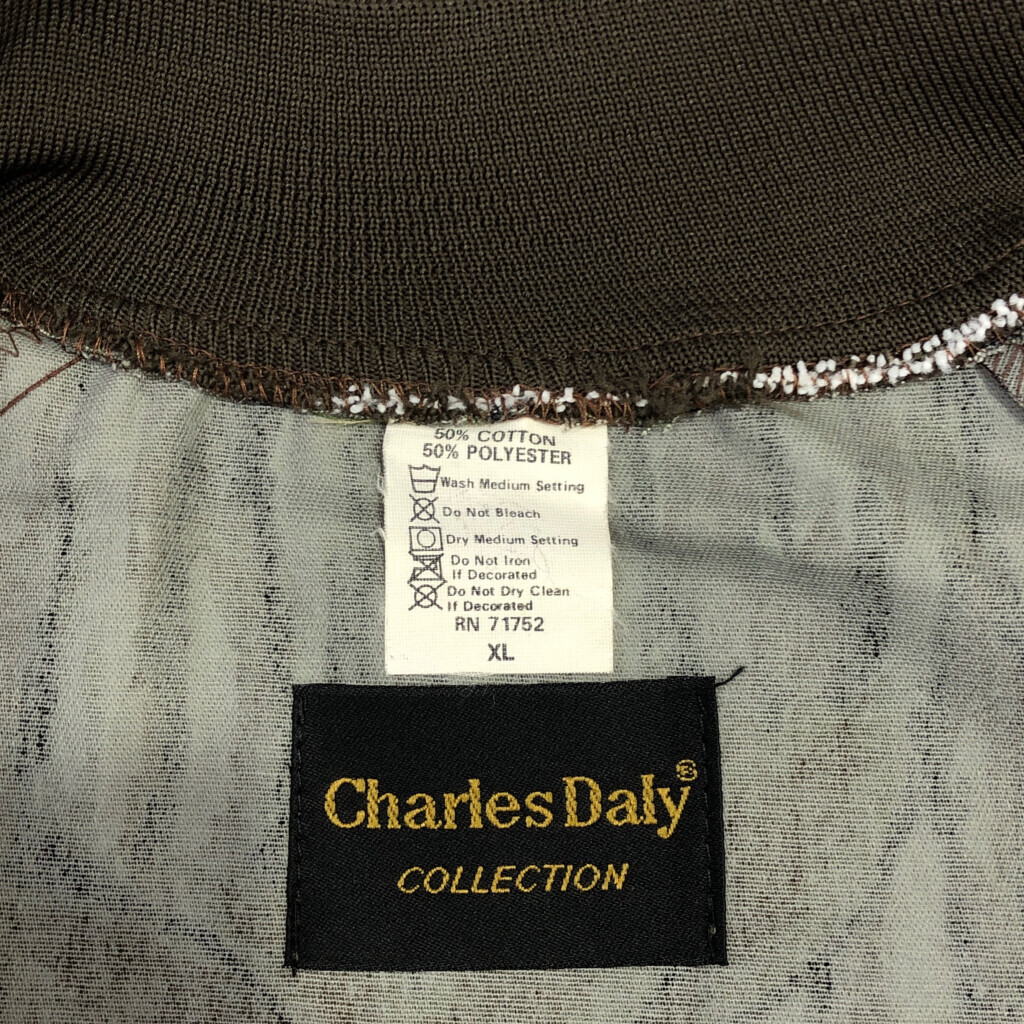 50% COTTON
50% POLYESTER
Wash Medium Setting
Do Not Bleach
Dry Medium Setting
Do Not Iron
If Decorated
Do Not Dry Clean
If Decorated
RN 71752
XL
Charles Daly®
COLLECTION